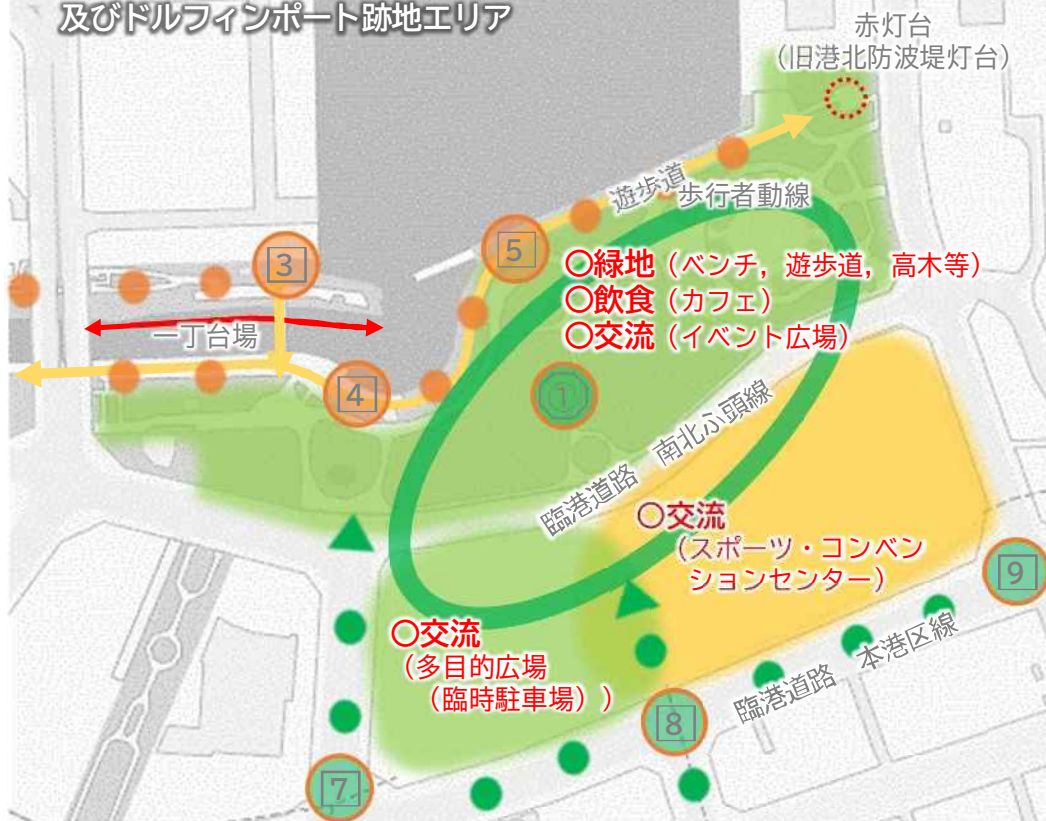 及びドルフィンポート跡地エリア
赤灯台
（旧港北防波堤灯台）
遊歩道
歩行者動線
3
5
〇緑地（ベンチ，遊歩道，高木等）
〇飲食（カフェ）
〇交流（イベント広場）
一丁台場
4
①
臨港道路　南北ふ頭線
〇交流
（スポーツ・コンベン
ションセンター）
9
〇交流
（多目的広場
（臨時駐車場））
臨港道路　本港区線
8
7